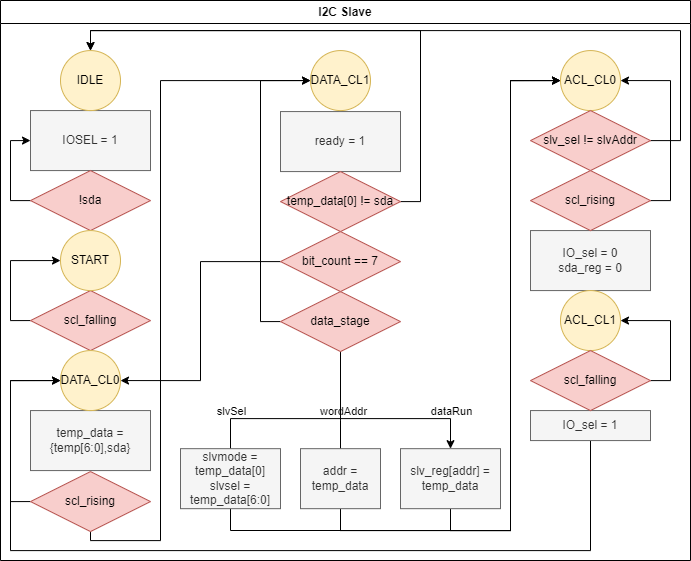 I2C Slave
IDLE
IOSEL = 1
!sda
START
scl_falling
DATA_CL0
temp_data =
{temp[6:0],sda}
scl_rising
DATA_CL1
ready = 1
temp_data[0] != sda
bit_count == 7
data_stage
slvSel
wordAddr
dataRun
slvmode =
temp_data[0]
slvsel =
temp_data[6:0]
addr =
temp_data
slv_reg[addr] =
temp_data
ACL_CL0
slv_sel != slvAddr
scl_rising
IO_sel = 0
sda_reg = 0
ACL_CL1
scl_falling
IO_sel = 1